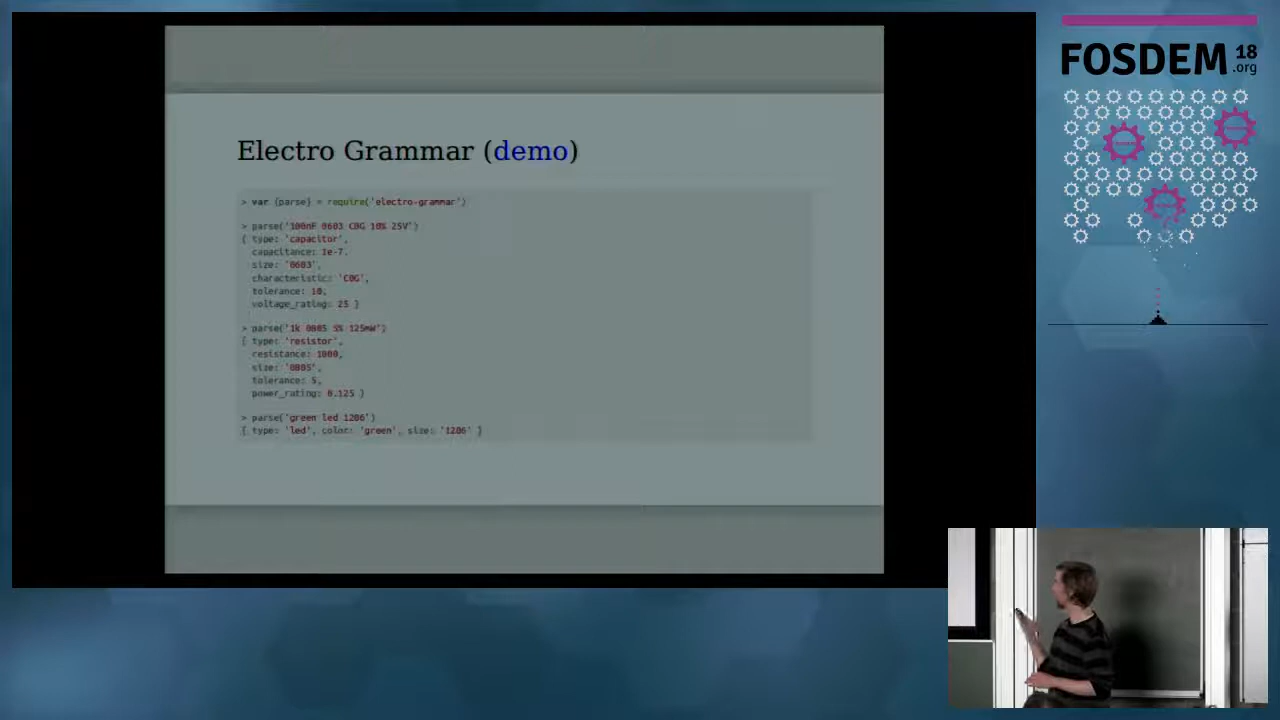 Electro Grammar (demo)
> var {parse} = require('electro-grammar')
> parse('100nF 0603 C0G 10% 25V')
{ type: 'capacitor',
capacitance: 1e-7,
size: '0603',
characteristic: 'C0G',
tolerance: 10,
voltage_rating: 25 }
> parse('1k 0805 5% 125mW')
{ type: 'resistor',
resistance: 1000,
size: '0805',
tolerance: 5,
power_rating: 0.125 }
> parse('green led 1206')
{ type: 'led', color: 'green', size: '1206' }
FOSDEM 18
.org